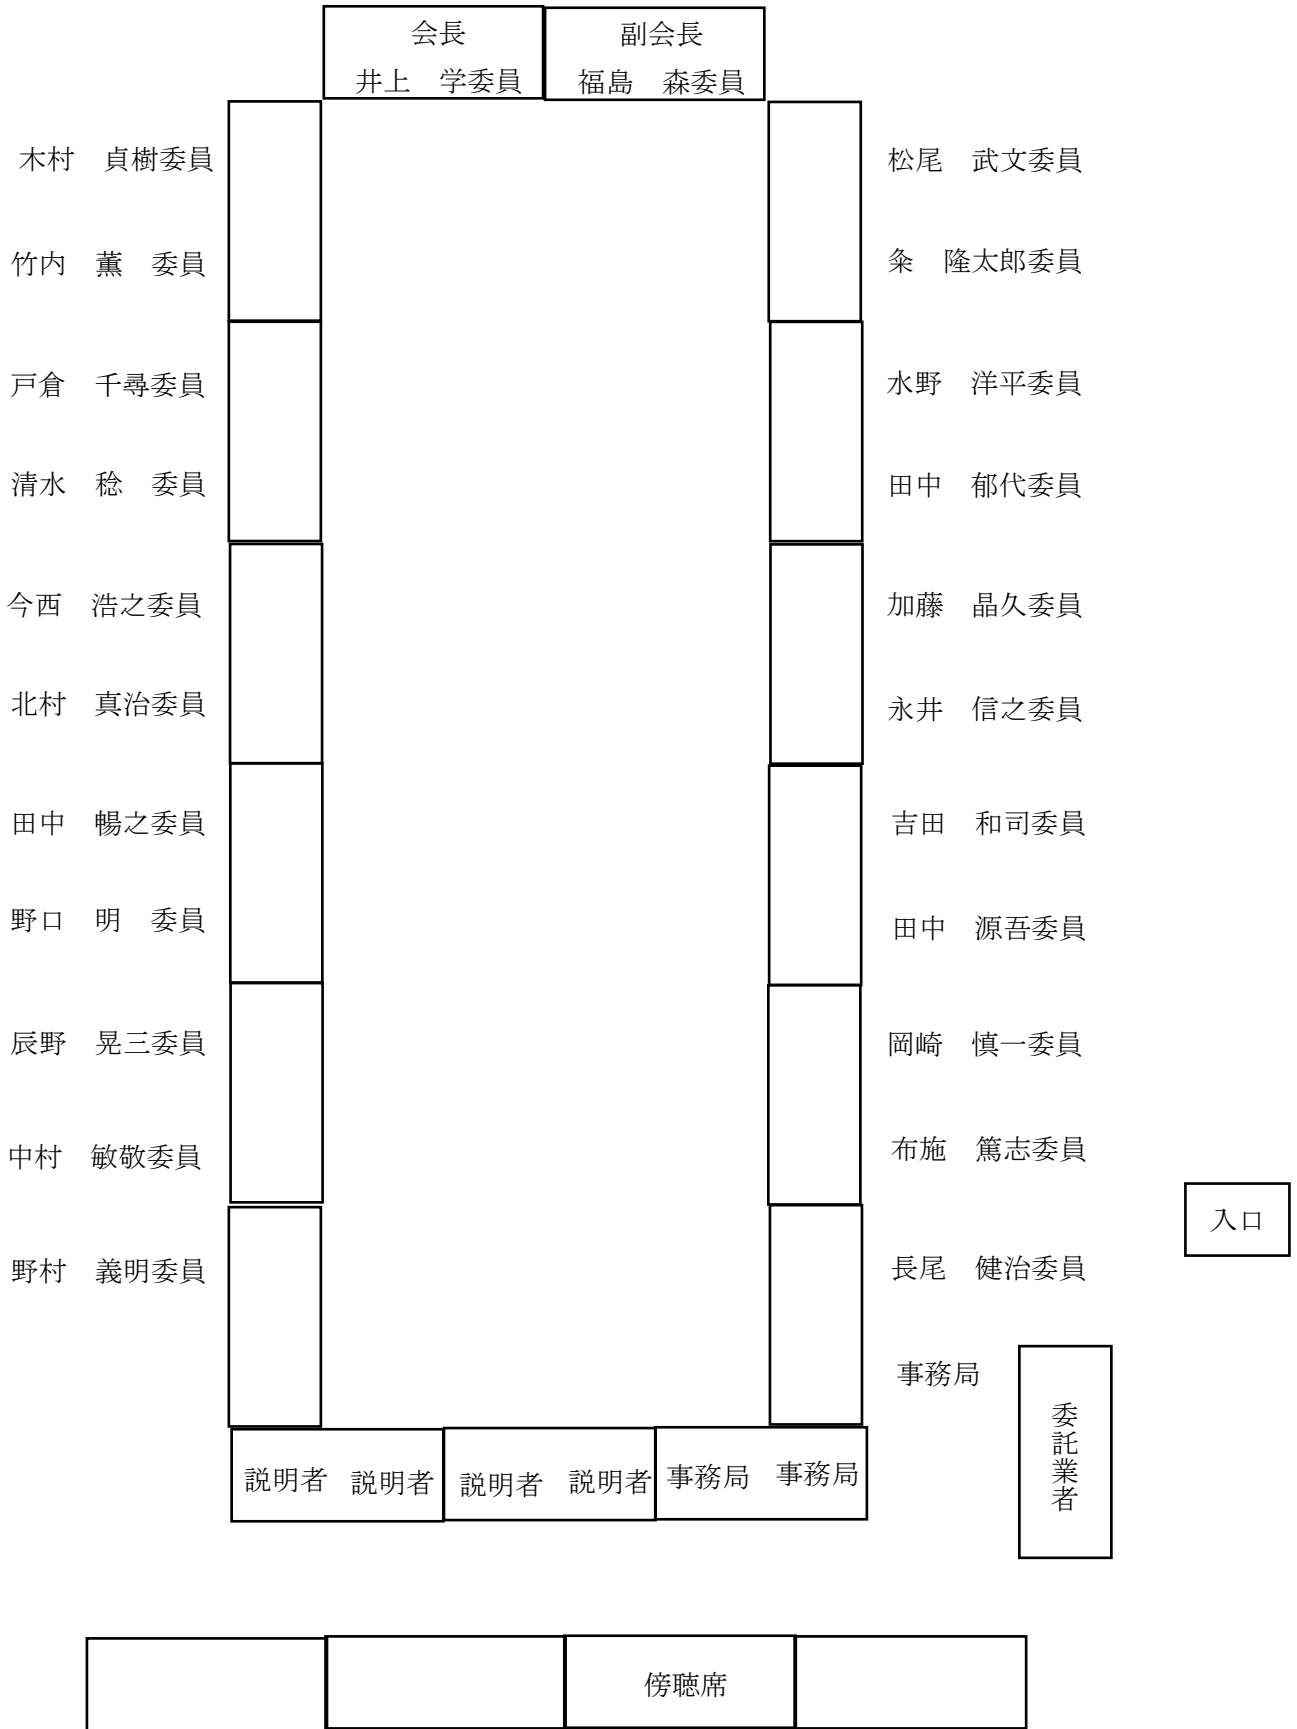 会長
井上　学委員
副会長
福島　森委員
木村　貞樹委員
松尾　武文委員
竹内　薫　委員
粂　隆太郎委員
戸倉　千尋委員
水野　洋平委員
清水　稔　委員
田中　郁代委員
今西　浩之委員
加藤　晶久委員
北村　真治委員
永井　信之委員
田中　暢之委員
吉田　和司委員
野口　明　委員
田中　源吾委員
辰野　晃三委員
岡崎　慎一委員
中村　敏敬委員
布施　篤志委員
入口
野村　義明委員
長尾　健治委員
事務局
委託業者
説明者　説明者　説明者　説明者　事務局　事務局
傍聴席